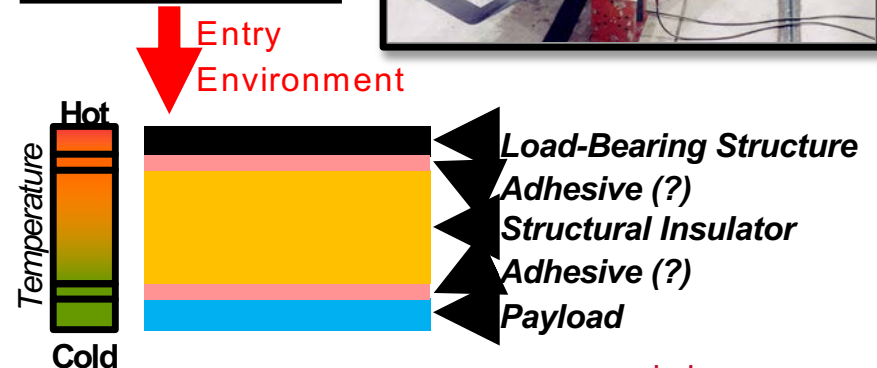 Entry
Environment
Hot
Temperature
Cold
Load-Bearing Structure
Adhesive (?)
Structural Insulator
Adhesive (?)
Payload